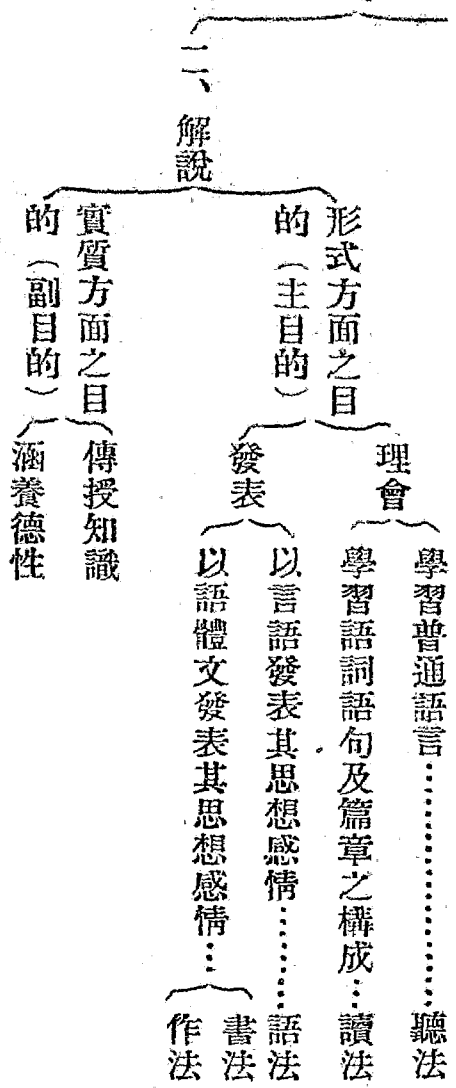 二、解說
形式方面之目
的（主目的）
理會
學習普通語言…………聽法
學習語詞語句及篇章之構成…讀法
發表
以言語發表其思想感情……語法
以語體文發表其思想感情…
書法
作法
實質方面之目
的（副目的）
傳授知識
涵養德性